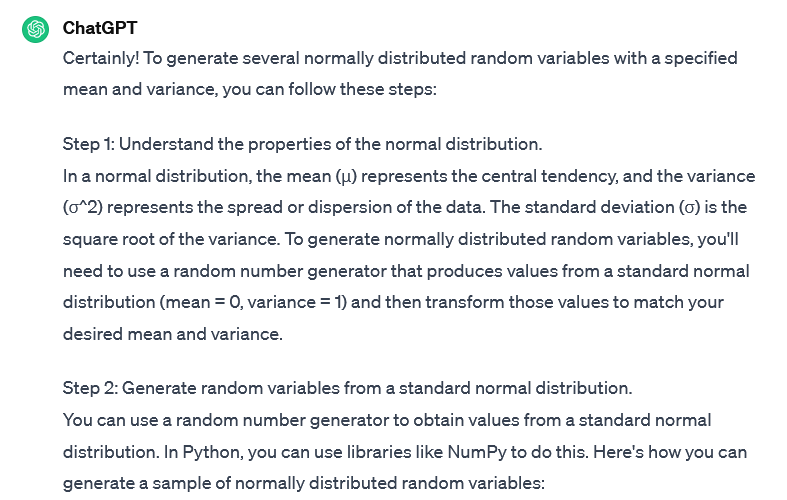 ChatGPT
Certainly! To generate several normally distributed random variables with a specified
mean and variance, you can follow these steps:
Step 1: Understand the properties of the normal distribution.
In a normal distribution, the mean (μ) represents the central tendency, and the variance
(σ^2) represents the spread or dispersion of the data. The standard deviation (σ) is the
square root of the variance. To generate normally distributed random variables, you'll
need to use a random number generator that produces values from a standard normal
distribution (mean = 0, variance = 1) and then transform those values to match your
desired mean and variance.
Step 2: Generate random variables from a standard normal distribution.
You can use a random number generator to obtain values from a standard normal
distribution. In Python, you can use libraries like NumPy to do this. Here's how you can
generate a sample of normally distributed random variables: